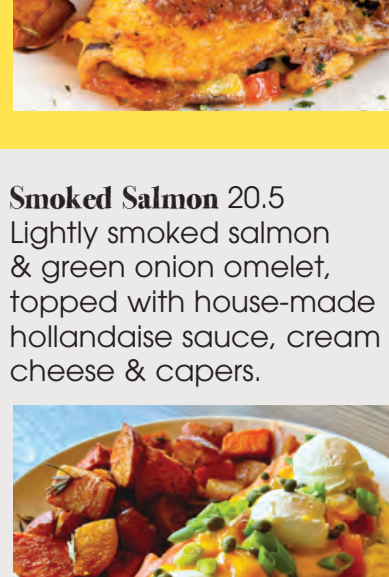 Smoked Salmon 20.5
Lightly smoked salmon
& green onion omelet,
topped with house-made
hollandaise sauce, cream
cheese & capers.